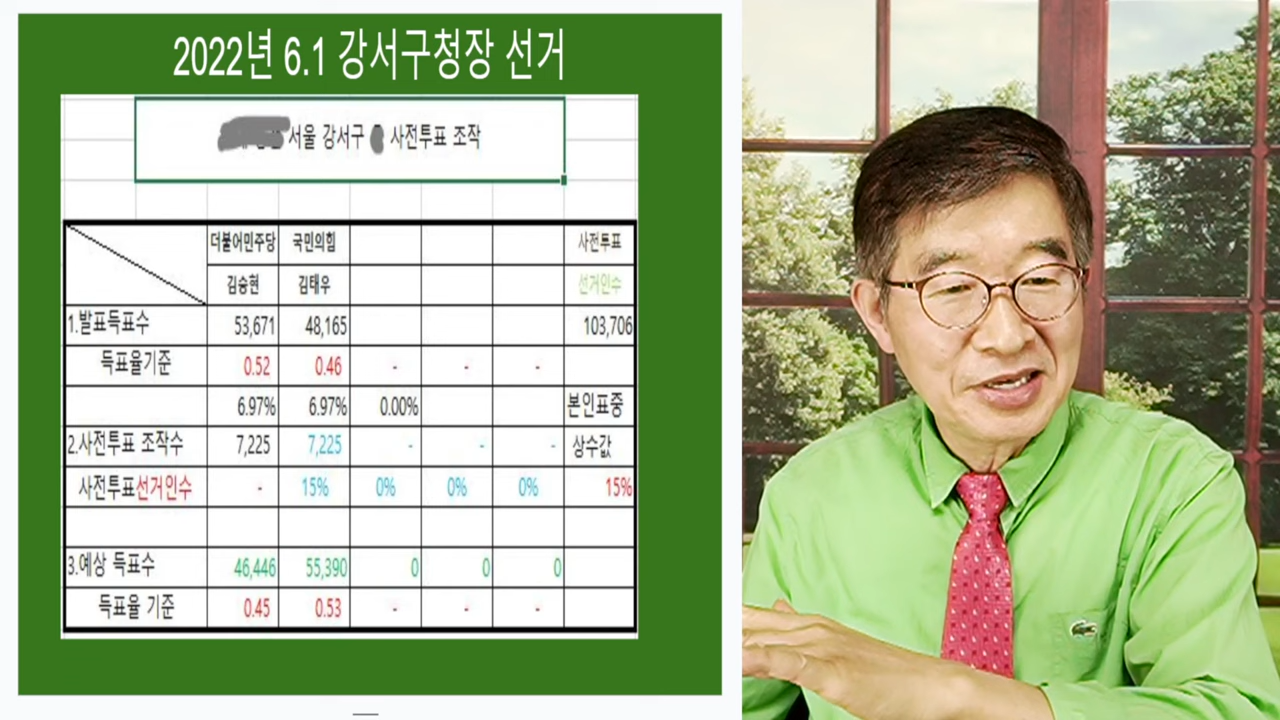 2022년 6.1 강서구청장 선거
서울 강서구 사전투표 조작
더불어민주당 국민의힘 사전투표
김승현 김태우 선거인수
1.발표득표수 53,671 48,165 103,706
득표율기준 0.52 0.46 - - -
6.97% 6.97% 0.00% 본인표중
2.사전투표 조작수 7,225 7,225 - - - 상수값
사전투표선거인수 - 15% 0% 0% 0% 15%
3.예상 득표수 46,446 55,390 0 0 0
득표율 기준 0.45 0.53 - - -